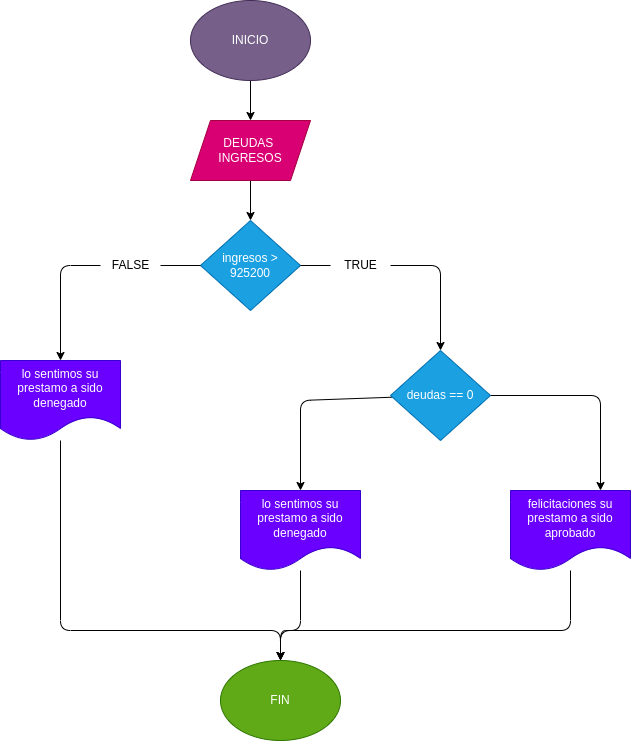 INICIO
DEUDAS
INGRESOS
ingresos >
925200
FALSE
TRUE
lo sentimos su
prestamo a sido
denegado
deudas == 0
lo sentimos su
prestamo a sido
denegado
felicitaciones su
prestamo a sido
aprobado
FIN